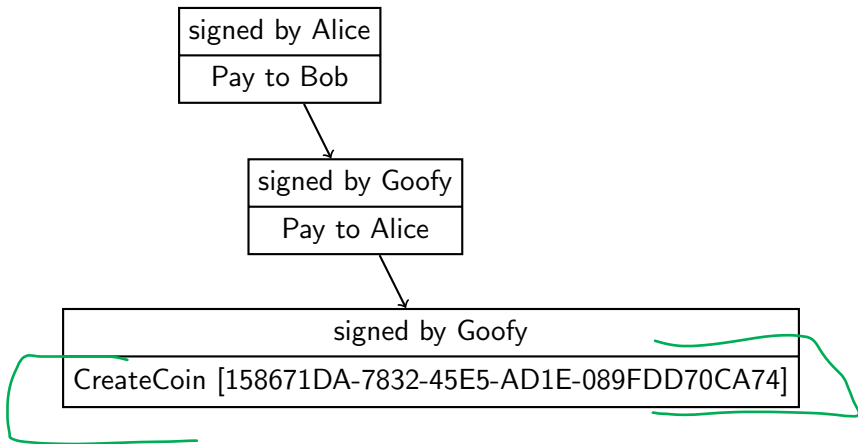 signed by Alice
Pay to Bob
signed by Goofy
Pay to Alice
signed by Goofy
CreateCoin [158671DA-7832-45E5-AD1E-089FDD70CA74]